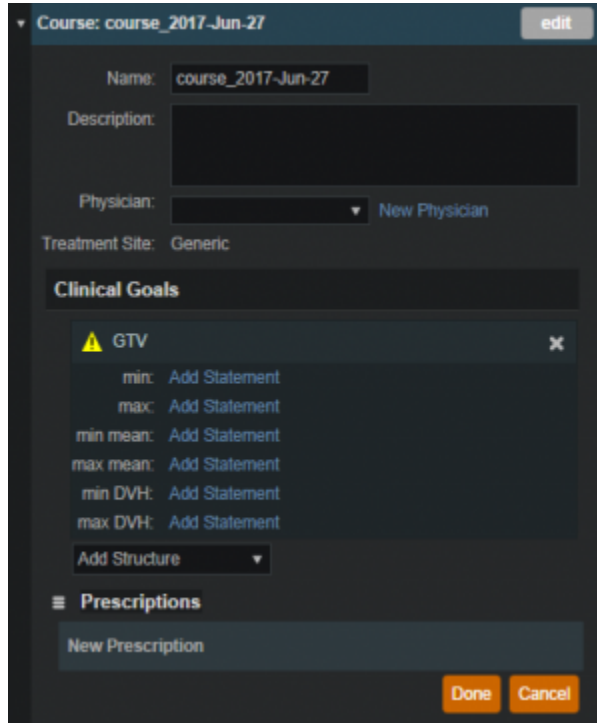 Course: course_2017-Jun-27 edit
Name: course_2017-Jun-27
Description:
Physician: New Physician
Treatment Site: Generic
Clinical Goals
GTV
min: Add Statement
max: Add Statement
min mean: Add Statement
max mean: Add Statement
min DVH: Add Statement
max DVH: Add Statement
Add Structure
Prescriptions
New Prescription
Done Cancel